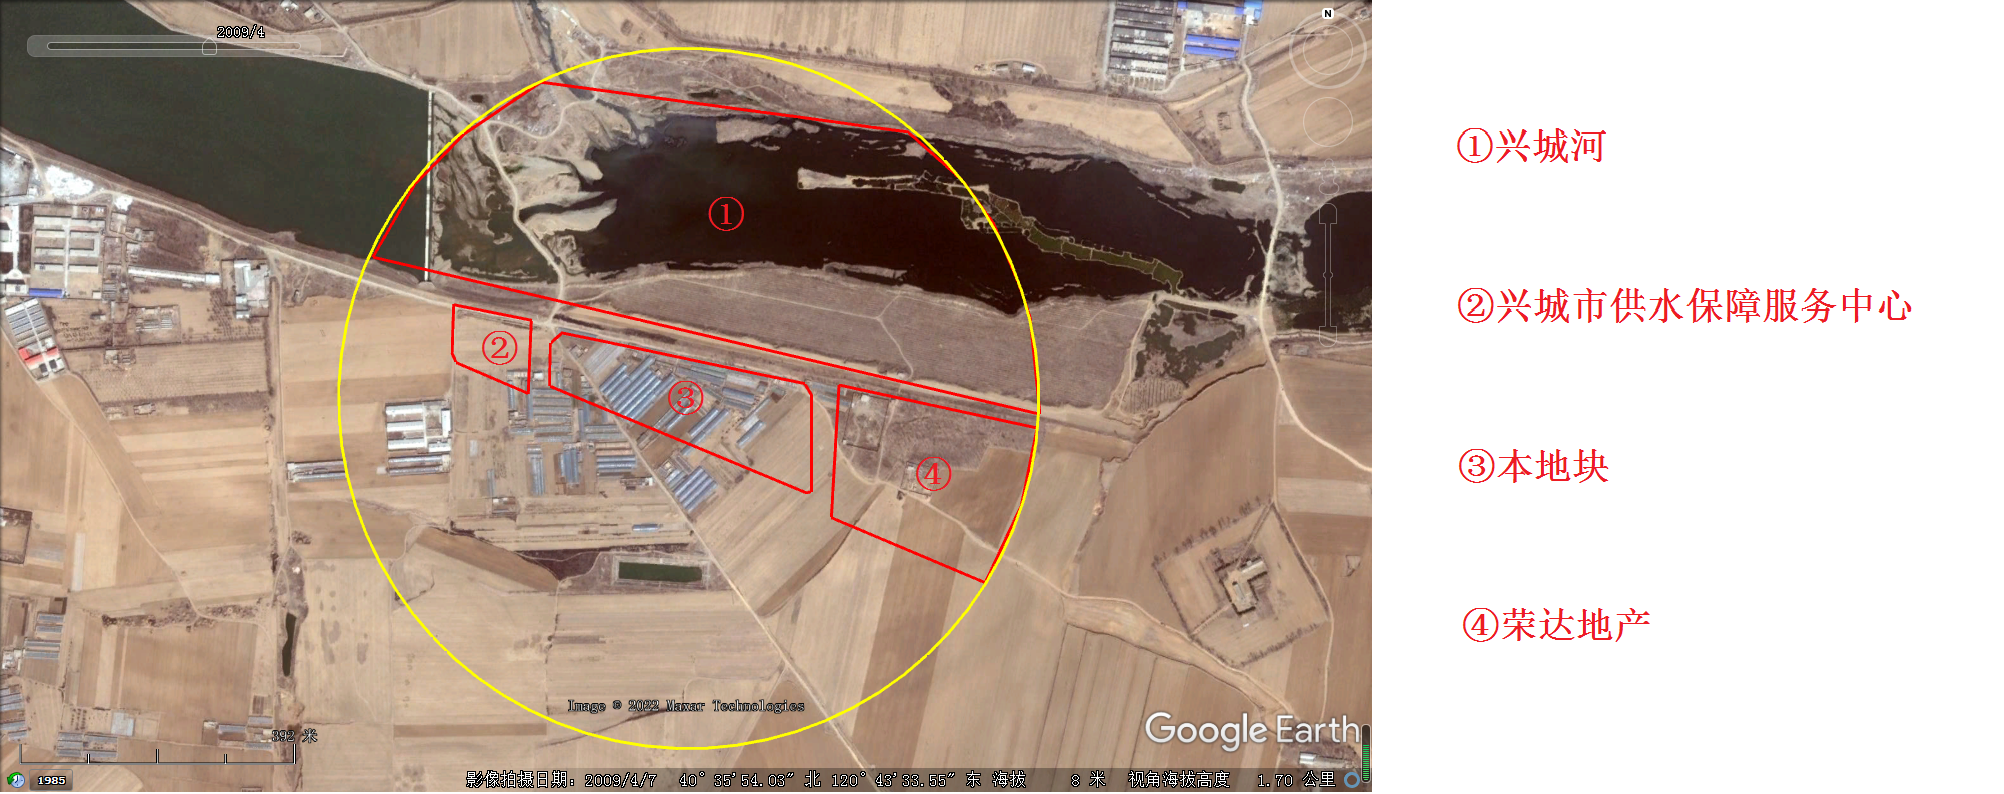 2009/4
N
①
②
③
④
①兴城河
②兴城市供水保障服务中心
③本地块
④荣达地产
Image © 2022 Maxar Technologies
Google Earth
392 米
1985
影像拍摄日期: 2009/4/7 40°35'54.03" 北 120°43'33.55" 东 海拔 8 米 视角海拔高度 1.70 公里